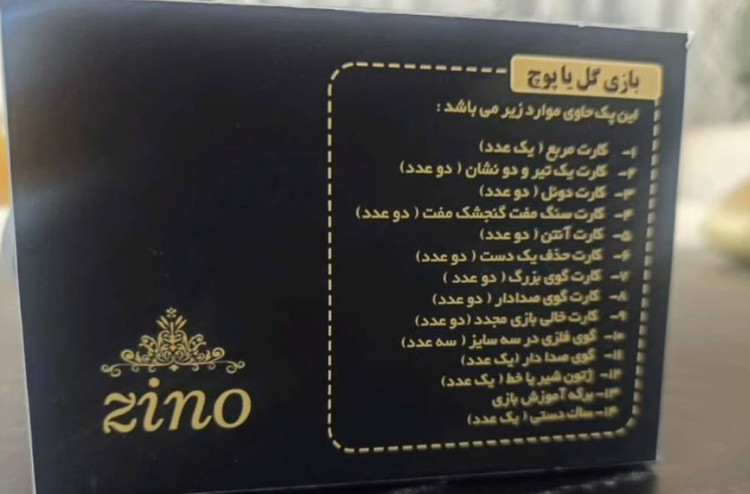 بازی گل یا پوچ
این پک حاوی موارد زیر می باشد :
۱- کارت مربع ( یک عدد)
۲- کارت یک تیر و دو نشان ( دو عدد)
۳- کارت دوئل ( دو عدد)
۴- کارت سنگ مفت گنجشک مفت ( دو عدد)
۵- کارت آنتن ( دو عدد)
۶- کارت حذف یک دست ( دو عدد)
۷- کارت گوی بزرگ ( دو عدد )
۸- کارت گوی صدادار ( دو عدد)
۹- کارت خالی بازی مجدد (دو عدد)
۱۰- گوی فلزی در سه سایز ( سه عدد)
۱۱- گوی صدا دار (یک عدد)
۱۲- ژتون شیر یا خط ( یک عدد)
۱۳- برگه آموزش بازی
۱۴- ساک دستی ( یک عدد)
zino